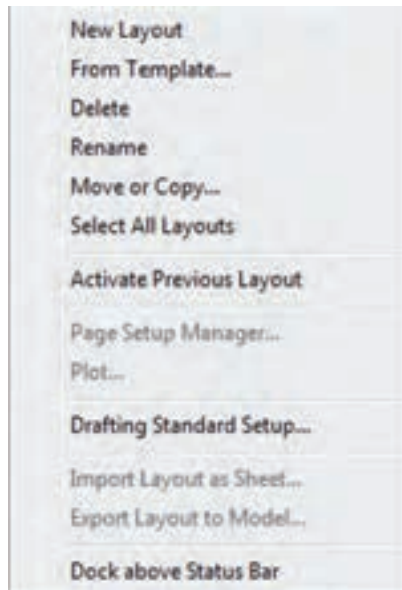 New Layout
From Template...
Delete
Rename
Move or Copy...
Select All Layouts
Activate Previous Layout
Page Setup Manager...
Plot...
Drafting Standard Setup...
Import Layout as Sheet...
Export Layout to Model...
Dock above Status Bar